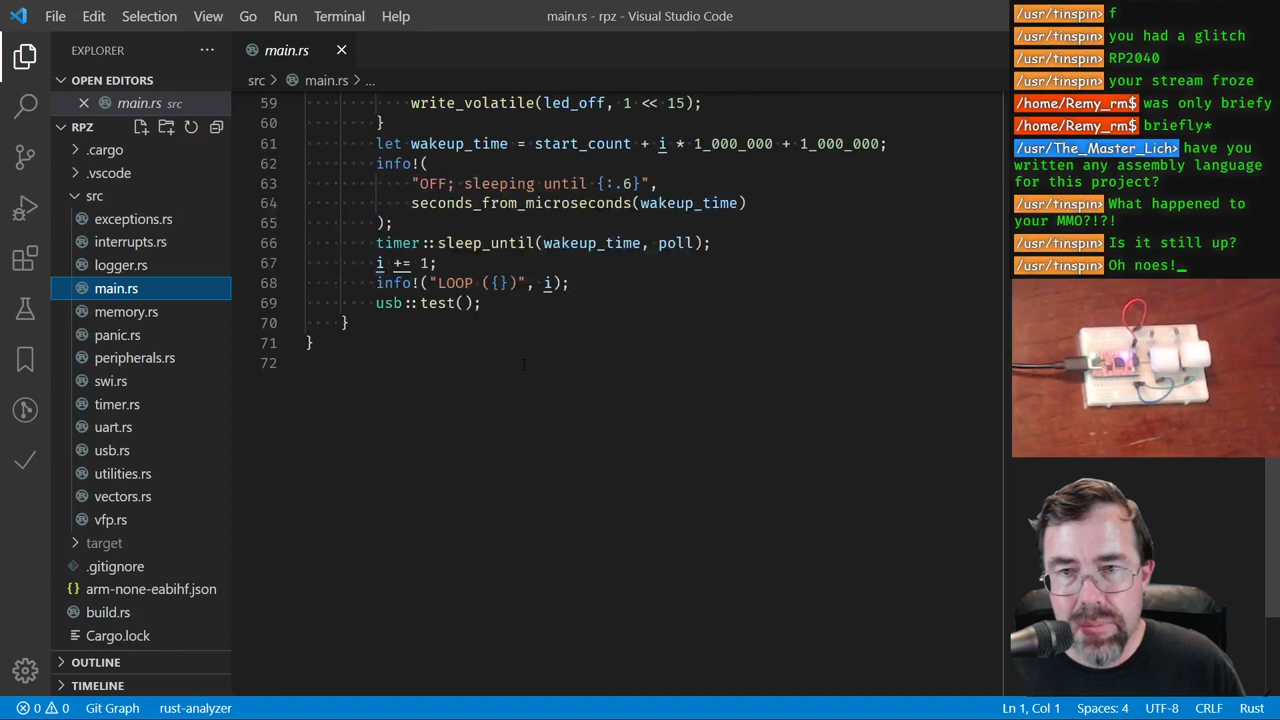 File Edit Selection View Go Run Terminal Help
main.rs - rpz - Visual Studio Code
EXPLORER
OPEN EDITORS
main.rs src
RPZ
.cargo
.vscode
src
exceptions.rs
interrupts.rs
logger.rs
main.rs
memory.rs
panic.rs
peripherals.rs
swi.rs
timer.rs
uart.rs
usb.rs
utilities.rs
vectors.rs
vfp.rs
target
.gitignore
arm-none-eabihf.json
build.rs
Cargo.lock
OUTLINE
TIMELINE
main.rs
src > main.rs > ...
59 write_volatile(led_off, 1 << 15);
60 }
61 let wakeup_time = start_count + i * 1_000_000 + 1_000_000;
62 info!(
63 "OFF; sleeping until {:.6}",
64 seconds_from_microseconds(wakeup_time)
65 );
66 timer::sleep_until(wakeup_time, poll);
67 i += 1;
68 info!("LOOP ({})", i);
69 usb::test();
70 }
71 }
72
/usr/tinspin> f
/usr/tinspin> you had a glitch
/usr/tinspin> RP2040
/usr/tinspin> your stream froze
/home/Remy_rm$ was only briefy
/home/Remy_rm$ briefly*
/usr/The_Master_Lich> have you
written any assembly language
for this project?
/usr/tinspin> What happened to
your MMO?!?!
/usr/tinspin> Is it still up?
/usr/tinspin> Oh noes!_
0 0 Git Graph rust-analyzer
Ln 1, Col 1 Spaces: 4 UTF-8 CRLF Rust